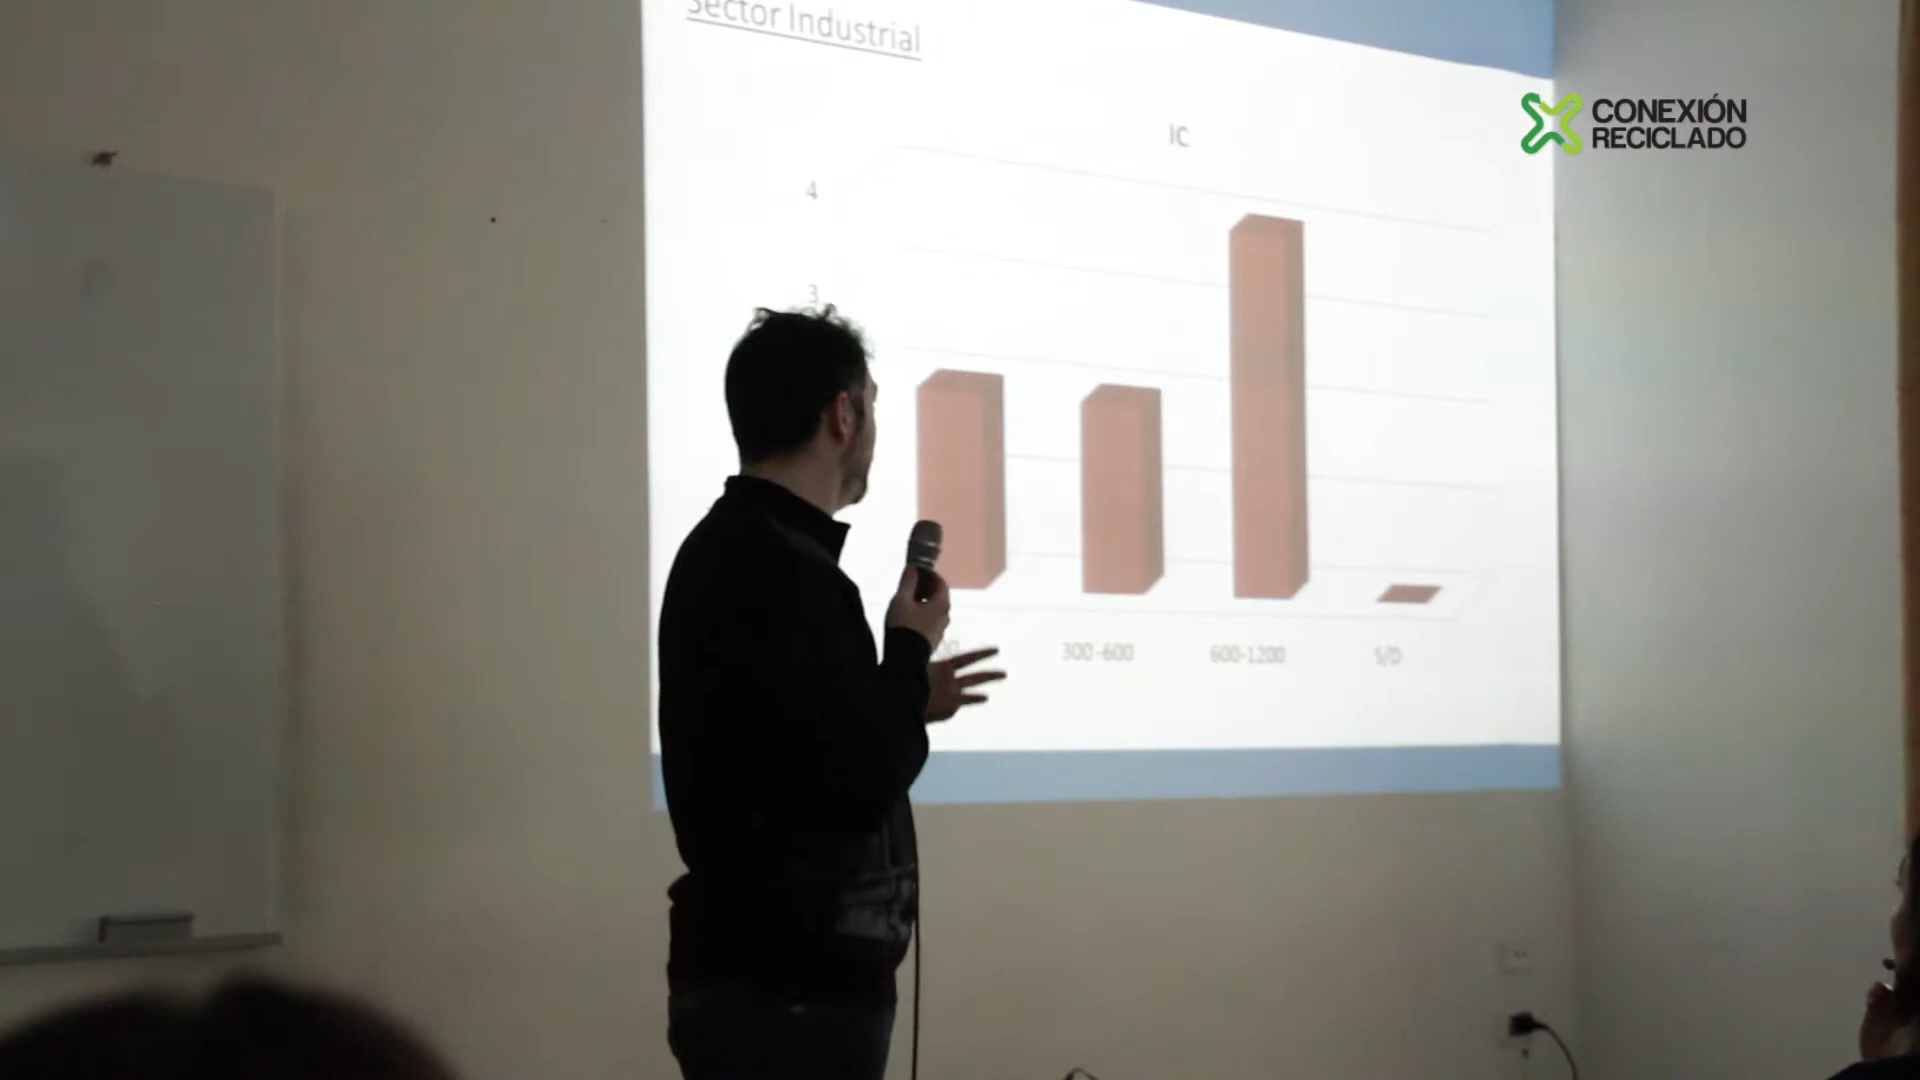 Sector Industrial
CONEXIÓN
RECICLADO
IC
4
3
300-600
600-1200
S/D